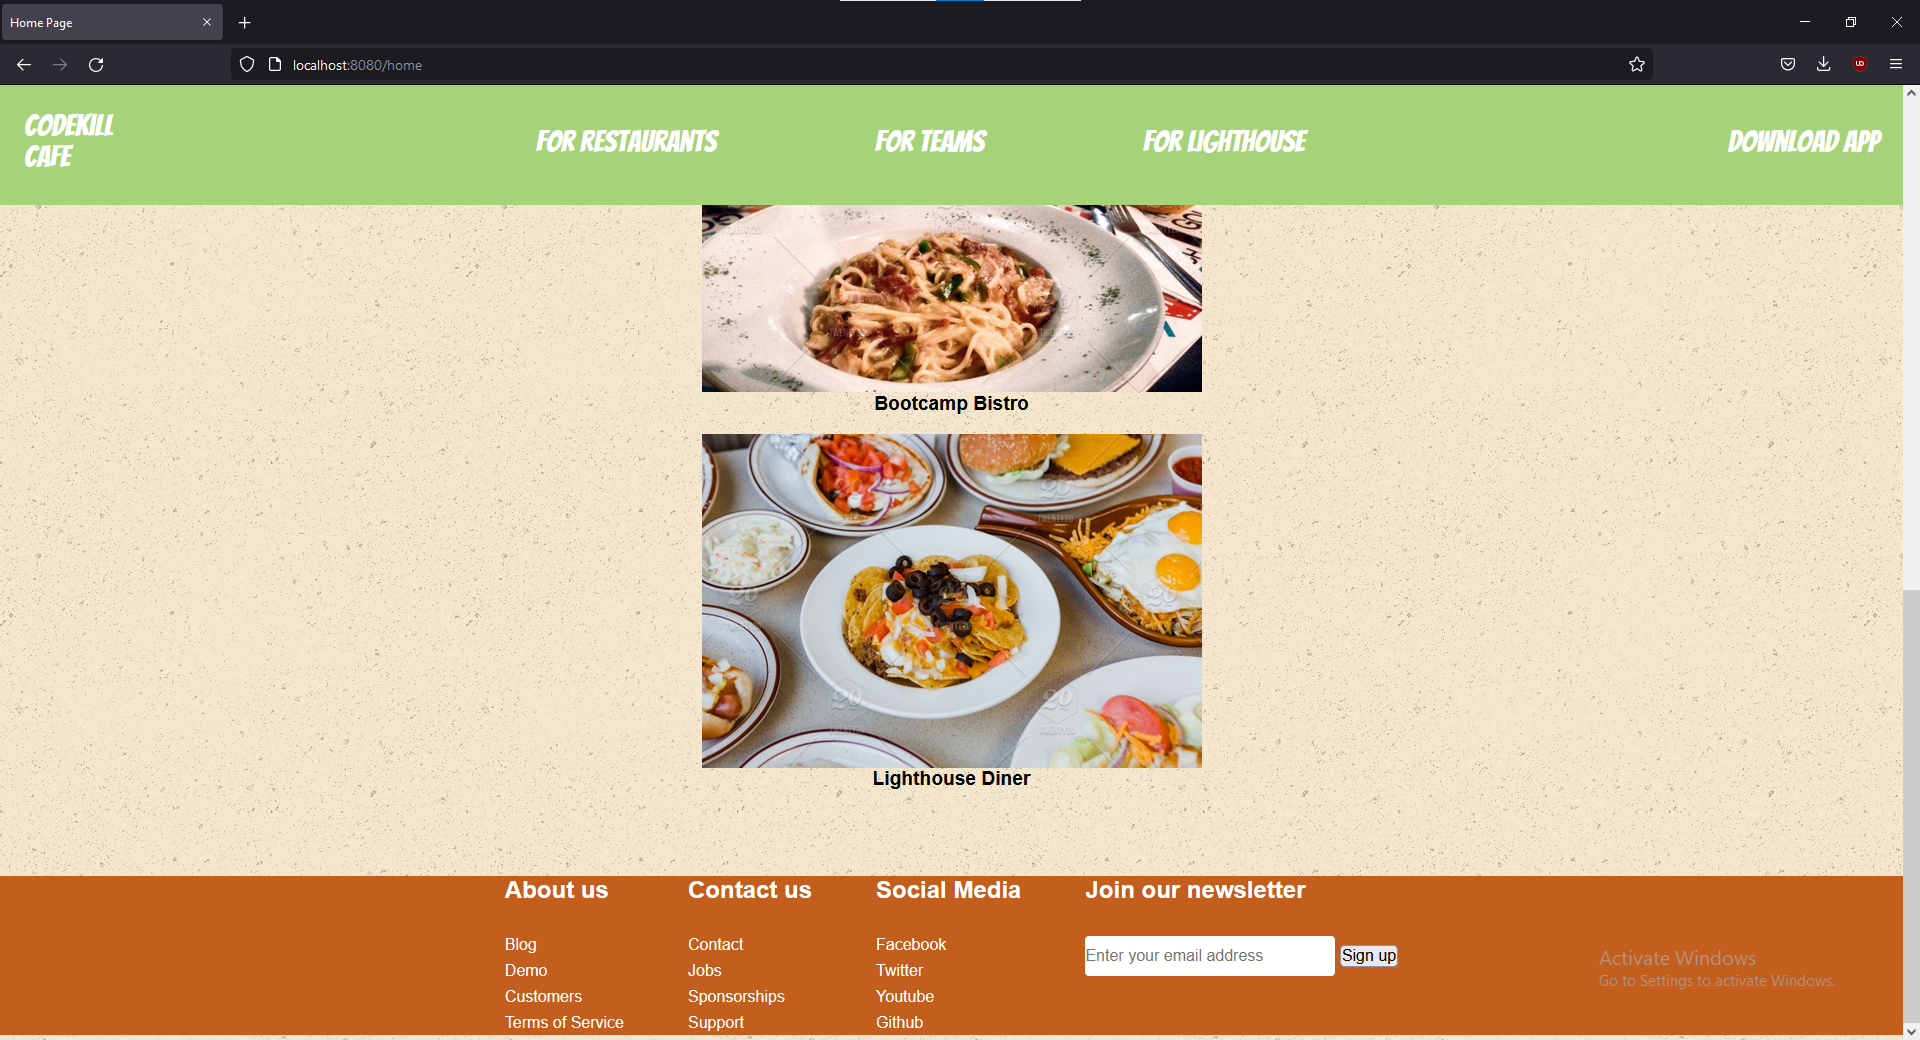 Home Page
localhost:8080/home
CODEKILL
CAFE
FOR RESTAURANTS
FOR TEAMS
FOR LIGHTHOUSE
DOWNLOAD APP
Bootcamp Bistro
TWENTY20
TWENTY20
Lighthouse Diner
About us
Blog
Demo
Customers
Terms of Service
Contact us
Contact
Jobs
Sponsorships
Support
Social Media
Facebook
Twitter
Youtube
Github
Join our newsletter
Enter your email address
Sign up
Activate Windows
Go to Settings to activate Windows.